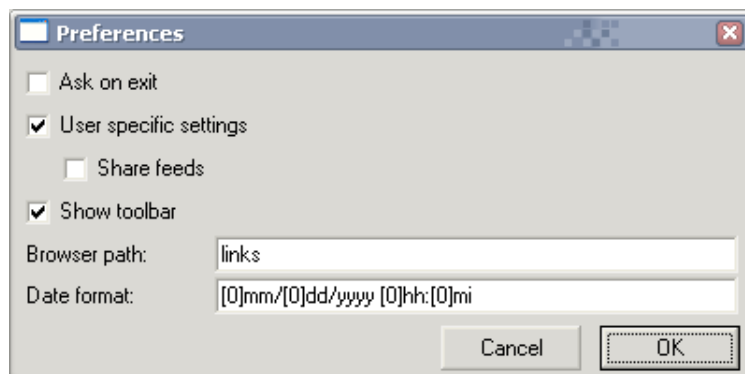 Preferences
Ask on exit
User specific settings
Share feeds
Show toolbar
Browser path: links
Date format: [0]mm/[0]dd/yyyy [0]hh:[0]mi
Cancel OK